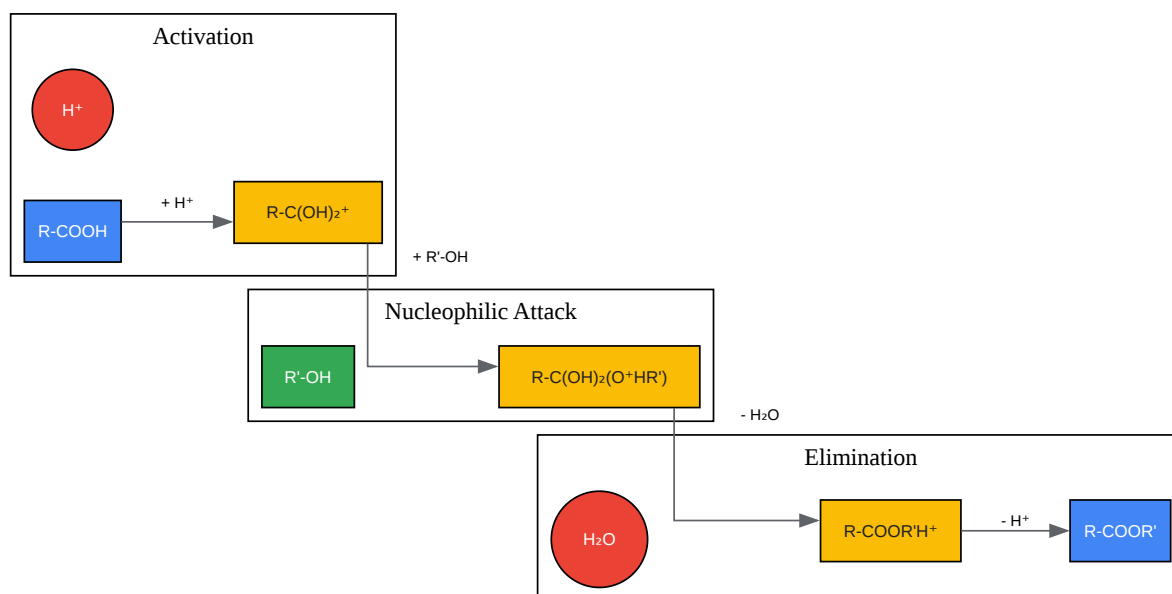 Activation
H⁺
R-COOH
+ H⁺
R-C(OH)₂⁺
+ R'-OH
Nucleophilic Attack
R'-OH
R-C(OH)₂(O⁺HR')
- H₂O
Elimination
H₂O
R-COOR'H⁺
- H⁺
R-COOR'